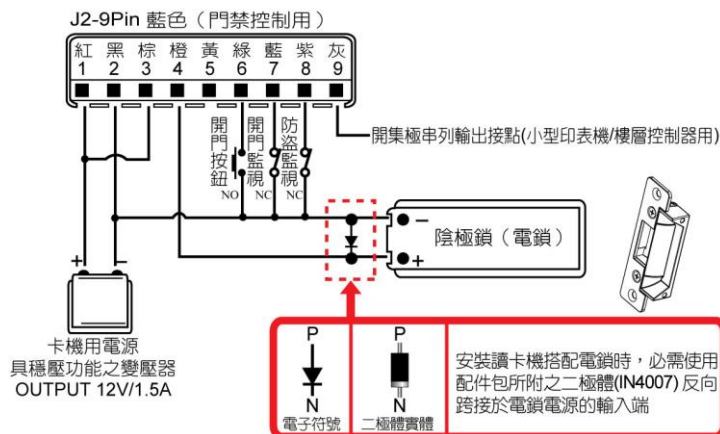 J2-9Pin 藍色（門禁控制用）
紅 黑 棕 橙 黃 綠 藍 紫 灰
1 2 3 4 5 6 7 8 9
開門按鈕
NO
開門監視
NC
防盜監視
NC
開集極串列輸出接點(小型印表機/樓層控制器用)
−
陰極鎖（電鎖）
+
+ −
卡機用電源
具穩壓功能之變壓器
OUTPUT 12V/1.5A
P
N
電子符號
P
N
二極體實體
安裝讀卡機搭配電鎖時，必需使用
配件包所附之二極體(IN4007) 反向
跨接於電鎖電源的輸入端